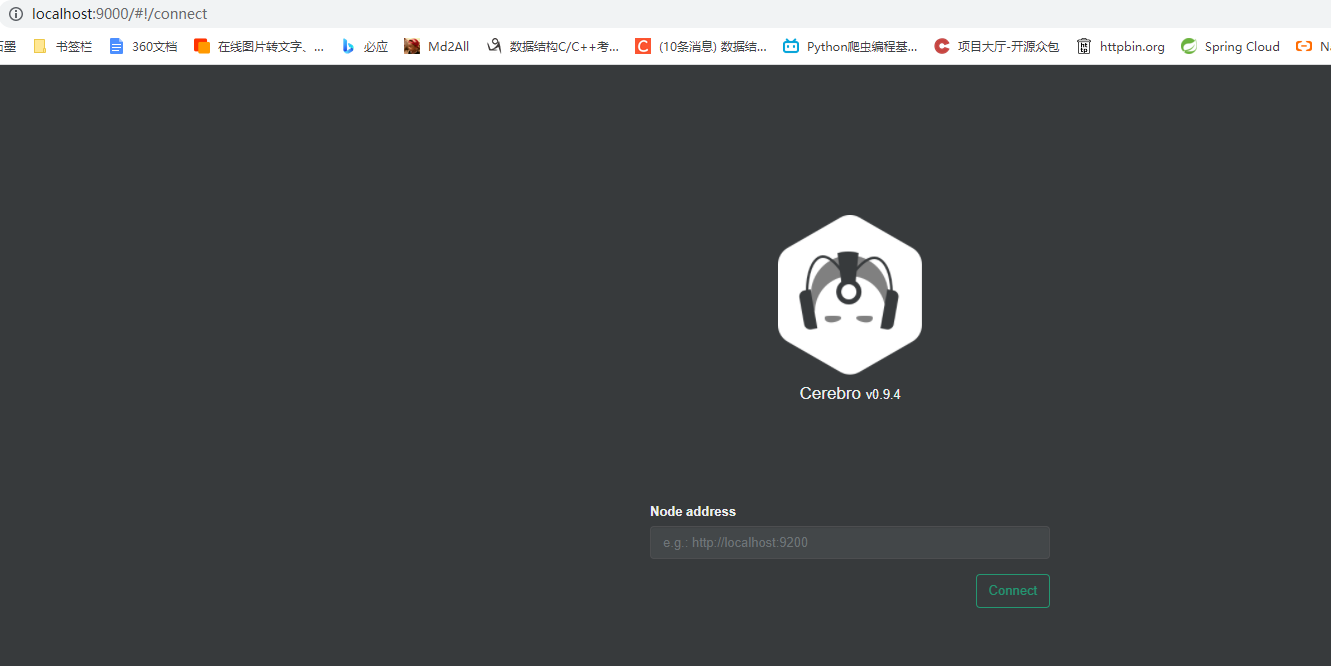 localhost:9000/#!/connect
书签栏 360文档 在线图片转文字、... 必应 Md2All 数据结构C/C++考... (10条消息) 数据结... Python爬虫编程基... 项目大厅-开源众包 httpbin.org Spring Cloud
Cerebro v0.9.4
Node address
e.g.: http://localhost:9200
Connect